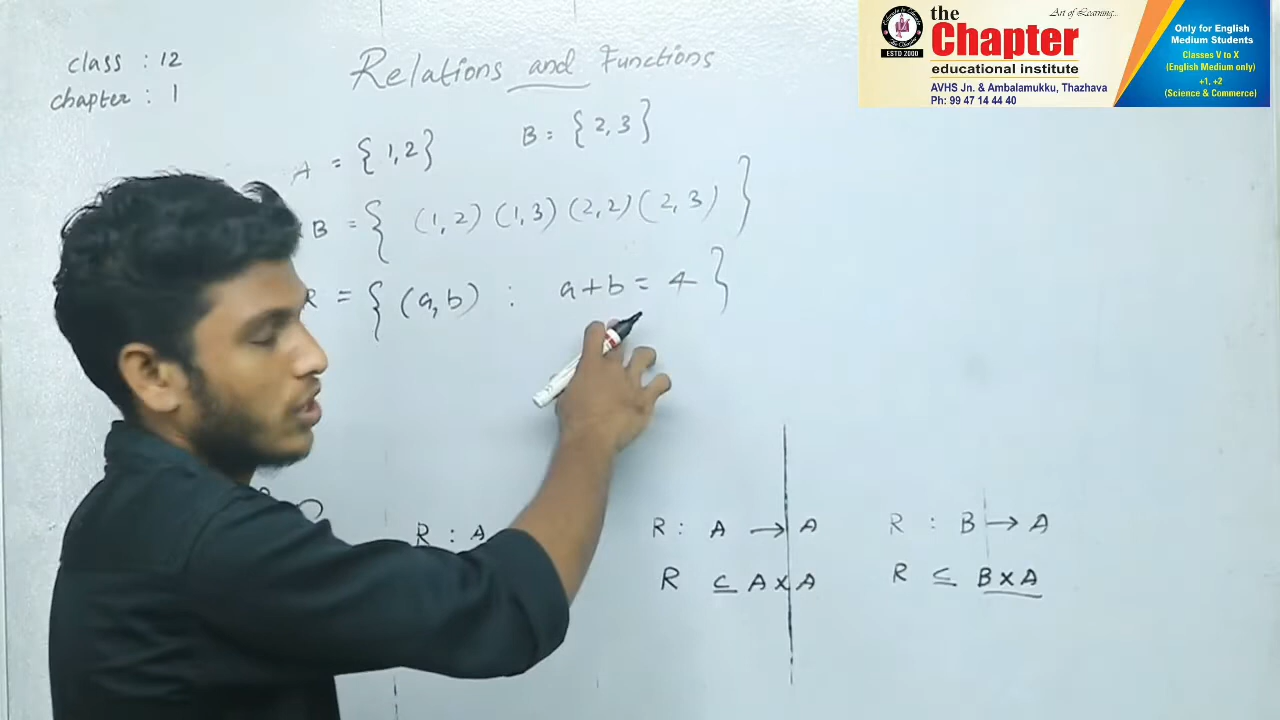 class : 12
chapter : 1
Relations and Functions
A = {1,2}
B = {2,3}
B = { (1,2) (1,3) (2,2) (2,3) }
R = { (a,b) : a+b = 4 }
R : A
R : A → A
R ⊆ A x A
R : B → A
R ⊆ B x A
the
Art of Learning...
Chapter
educational institute
AVHS Jn. & Ambalamukku, Thazhava
Ph: 99 47 14 44 40
ESTD 2000
Only for English
Medium Students
Classes V to X
(English Medium only)
+1, +2
(Science & Commerce)